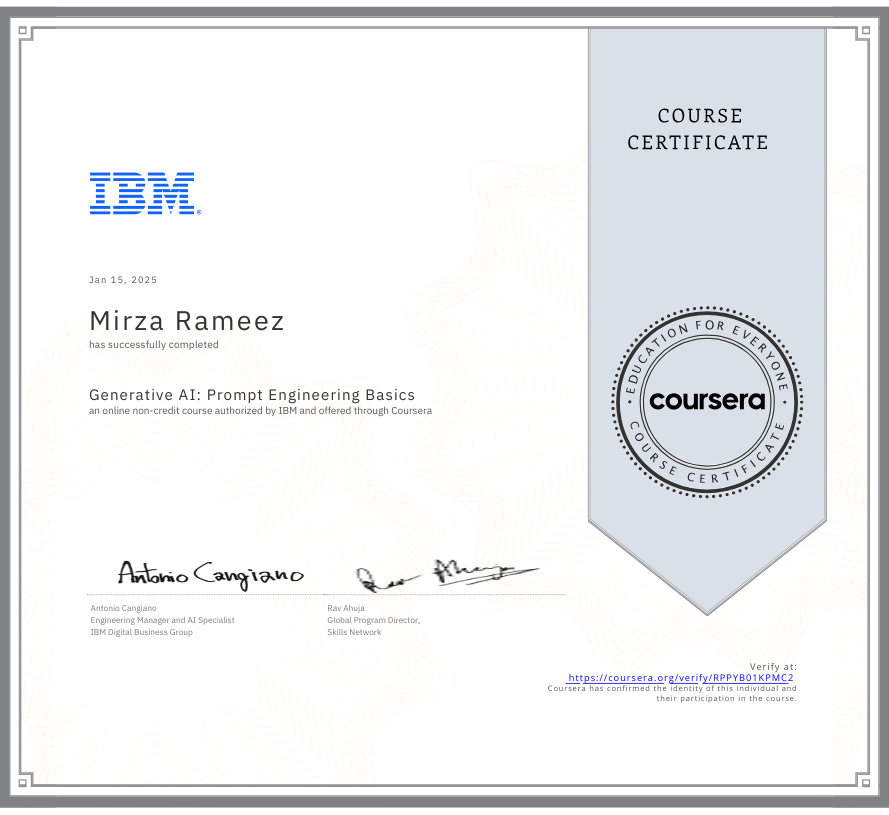 COURSE
CERTIFICATE
IBM®
Jan 15, 2025
Mirza Rameez
has successfully completed
Generative AI: Prompt Engineering Basics
an online non-credit course authorized by IBM and offered through Coursera
EDUCATION FOR EVERYONE
coursera
COURSE CERTIFICATE
Antonio Cangiano
Rav Ahuja
Antonio Cangiano
Engineering Manager and AI Specialist
IBM Digital Business Group
Rav Ahuja
Global Program Director,
Skills Network
Verify at:
https://coursera.org/verify/RPPYB01KPMC2
Coursera has confirmed the identity of this individual and
their participation in the course.